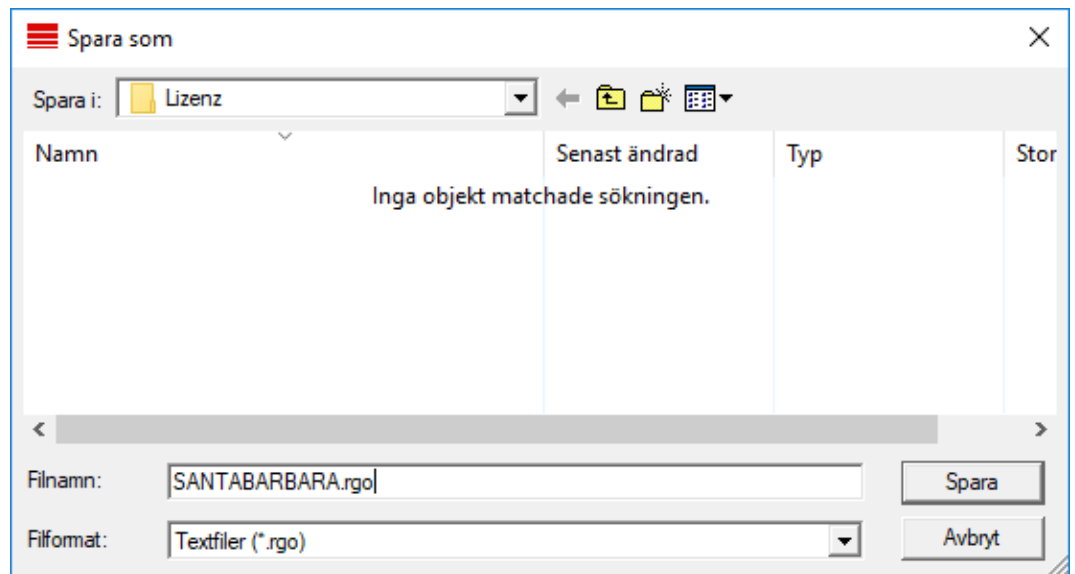 Spara som
Spara i: Lizenz
Namn Senast ändrad Typ Stor
Inga objekt matchade sökningen.
Filnamn: SANTABARBARA.rgo Spara
Filformat: Textfiler (*.rgo) Avbryt